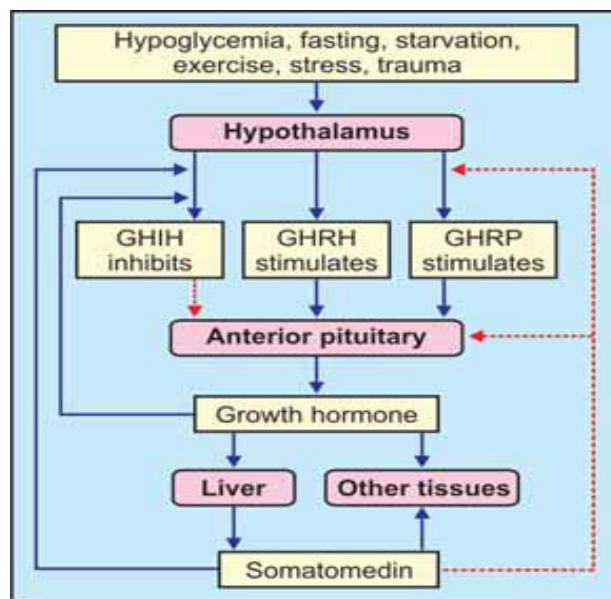 Hypoglycemia, fasting, starvation,
exercise, stress, trauma
Hypothalamus
GHIH
inhibits
GHRH
stimulates
GHRP
stimulates
Anterior pituitary
Growth hormone
Liver
Other tissues
Somatomedin